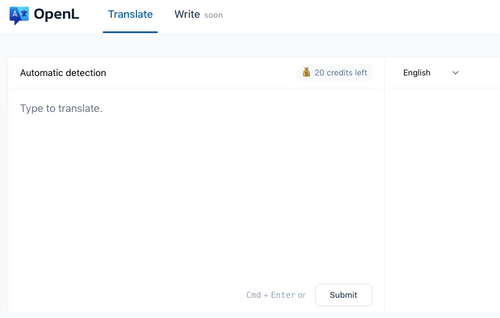 OpenL Translate Write soon
Automatic detection 💰 20 credits left English
Type to translate.
Cmd + Enter or Submit